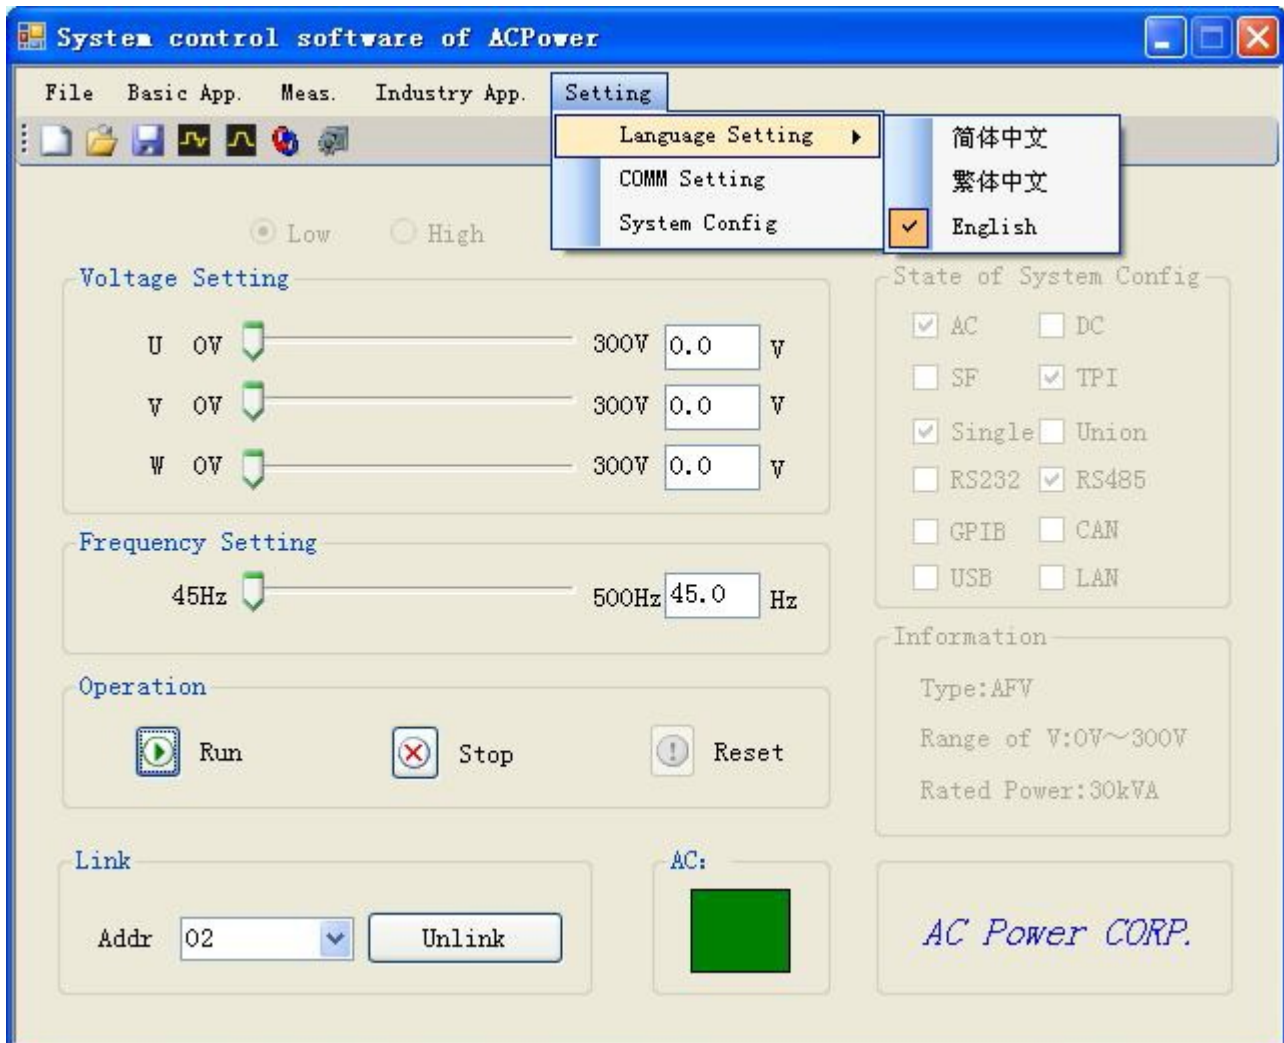 System control software of ACPower
File Basic App. Meas. Industry App. Setting
Language Setting
COMM Setting
System Config
简体中文
繁体中文
English
Low High
Voltage Setting
U 0V 300V 0.0 V
V 0V 300V 0.0 V
W 0V 300V 0.0 V
Frequency Setting
45Hz 500Hz 45.0 Hz
Operation
Run Stop Reset
Link
Addr 02 Unlink
AC:
State of System Config
AC DC
SF TPI
Single Union
RS232 RS485
GPIB CAN
USB LAN
Information
Type:AFV
Range of V:0V～300V
Rated Power:30kVA
AC Power CORP.